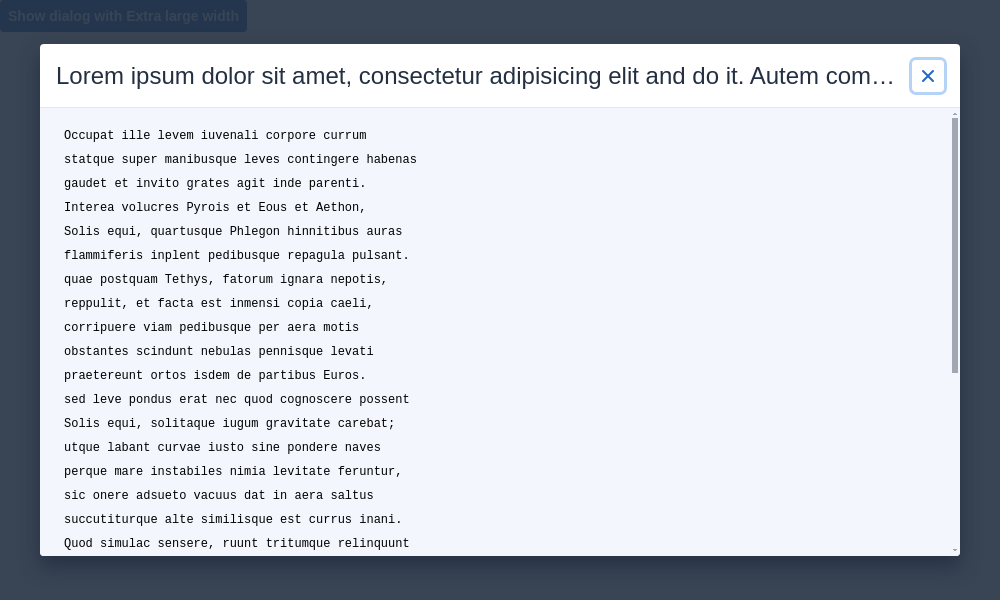 Show dialog with Extra large width
Lorem ipsum dolor sit amet, consectetur adipisicing elit and do it. Autem com…
Occupat ille levem iuvenali corpore currum
statque super manibusque leves contingere habenas
gaudet et invito grates agit inde parenti.
Interea volucres Pyrois et Eous et Aethon,
Solis equi, quartusque Phlegon hinnitibus auras
flammiferis inplent pedibusque repagula pulsant.
quae postquam Tethys, fatorum ignara nepotis,
reppulit, et facta est inmensi copia caeli,
corripuere viam pedibusque per aera motis
obstantes scindunt nebulas pennisque levati
praetereunt ortos isdem de partibus Euros.
sed leve pondus erat nec quod cognoscere possent
Solis equi, solitaque iugum gravitate carebat;
utque labant curvae iusto sine pondere naves
perque mare instabiles nimia levitate feruntur,
sic onere adsueto vacuus dat in aera saltus
succutiturque alte similisque est currus inani.
Quod simulac sensere, ruunt tritumque relinquunt